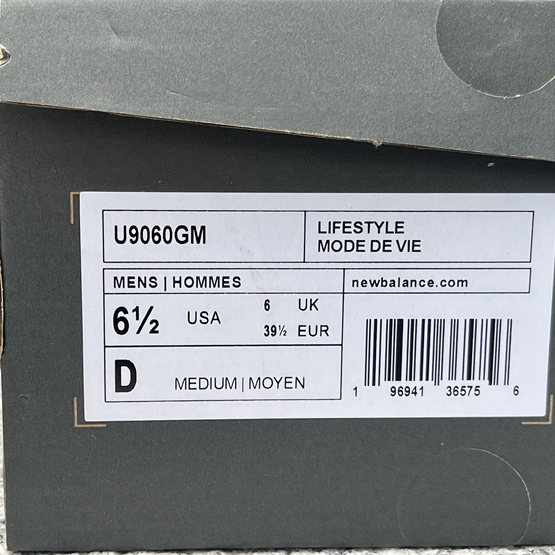 U9060GM
LIFESTYLE
MODE DE VIE
MENS | HOMMES
newbalance.com
6½ USA
6 UK
39½ EUR
D MEDIUM | MOYEN
1 96941 36575 6